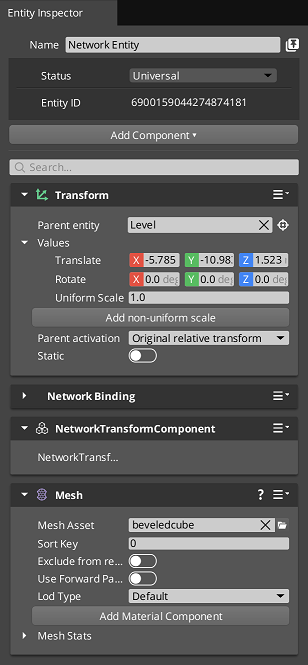 Entity Inspector
Name Network Entity
Status Universal
Entity ID 6900159044274874181
Add Component
Search...
Transform
Parent entity Level
Values
Translate X -5.785 Y -10.98 Z 1.523
Rotate X 0.0 deg Y 0.0 deg Z 0.0 de
Uniform Scale 1.0
Add non-uniform scale
Parent activation Original relative transform
Static
Network Binding
NetworkTransformComponent
NetworkTransf...
Mesh ?
Mesh Asset beveledcube
Sort Key 0
Exclude from re...
Use Forward Pa...
Lod Type Default
Add Material Component
Mesh Stats